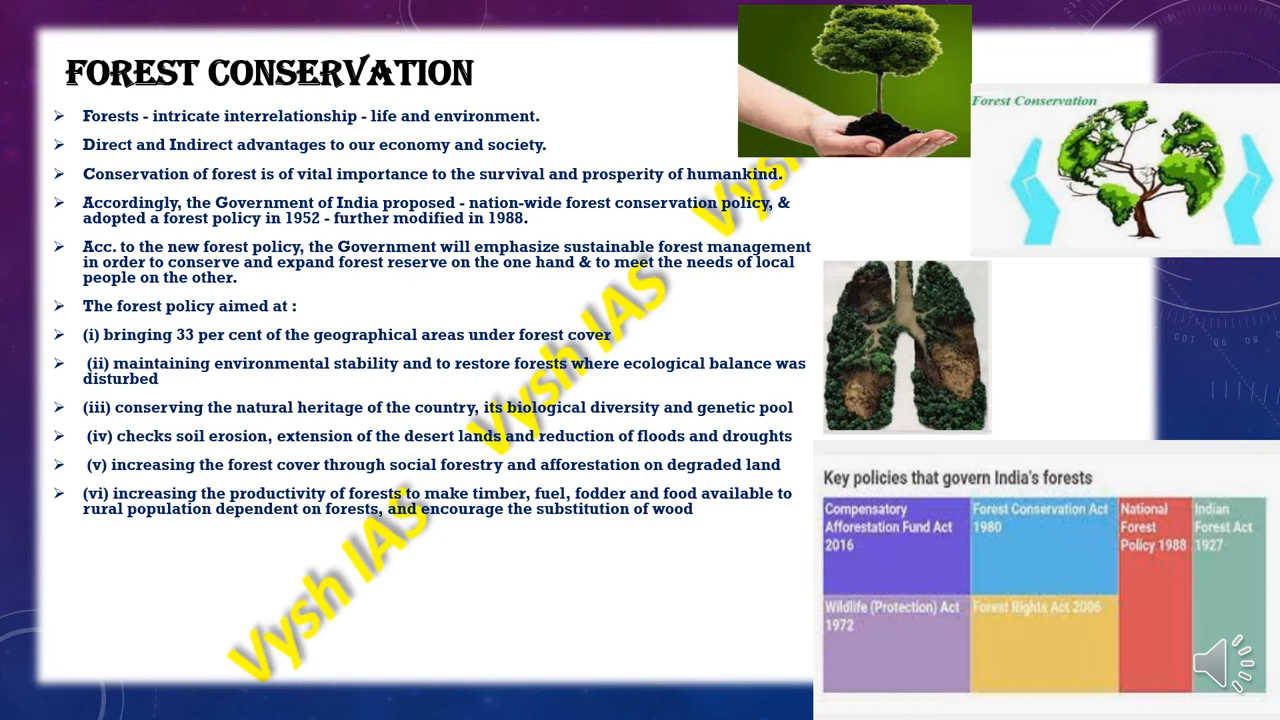 FOREST CONSERVATION
Forests - intricate interrelationship - life and environment.
Direct and Indirect advantages to our economy and society.
Conservation of forest is of vital importance to the survival and prosperity of humankind.
Accordingly, the Government of India proposed - nation-wide forest conservation policy, &
adopted a forest policy in 1952 - further modified in 1988.
Acc. to the new forest policy, the Government will emphasize sustainable forest management
in order to conserve and expand forest reserve on the one hand & to meet the needs of local
people on the other.
The forest policy aimed at :
(i) bringing 33 per cent of the geographical areas under forest cover
(ii) maintaining environmental stability and to restore forests where ecological balance was
disturbed
(iii) conserving the natural heritage of the country, its biological diversity and genetic pool
(iv) checks soil erosion, extension of the desert lands and reduction of floods and droughts
(v) increasing the forest cover through social forestry and afforestation on degraded land
(vi) increasing the productivity of forests to make timber, fuel, fodder and food available to
rural population dependent on forests, and encourage the substitution of wood
Vysh IAS
Vysh IAS
Vysh
Forest Conservation
Key policies that govern India's forests
Compensatory
Afforestation Fund Act
2016
Forest Conservation Act
1980
National
Forest
Policy 1988
Indian
Forest Act
1927
Wildlife (Protection) Act
1972
Forest Rights Act 2006
100 90 80